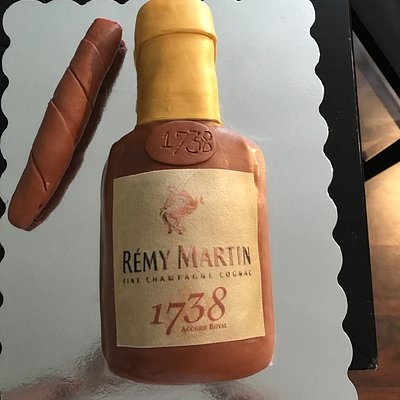 1738
RÉMY MARTIN
FINE CHAMPAGNE COGNAC
1738
ACCORD ROYAL